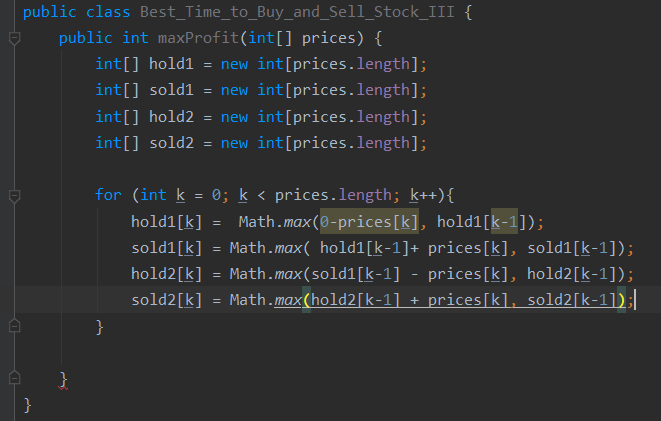 public class Best_Time_to_Buy_and_Sell_Stock_III {
public int maxProfit(int[] prices) {
int[] hold1 = new int[prices.length];
int[] sold1 = new int[prices.length];
int[] hold2 = new int[prices.length];
int[] sold2 = new int[prices.length];
for (int k = 0; k < prices.length; k++){
hold1[k] =  Math.max(0-prices[k], hold1[k-1]);
sold1[k] = Math.max( hold1[k-1]+ prices[k], sold1[k-1]);
hold2[k] = Math.max(sold1[k-1] - prices[k], hold2[k-1]);
sold2[k] = Math.max(hold2[k-1] + prices[k], sold2[k-1]);
}
}
}